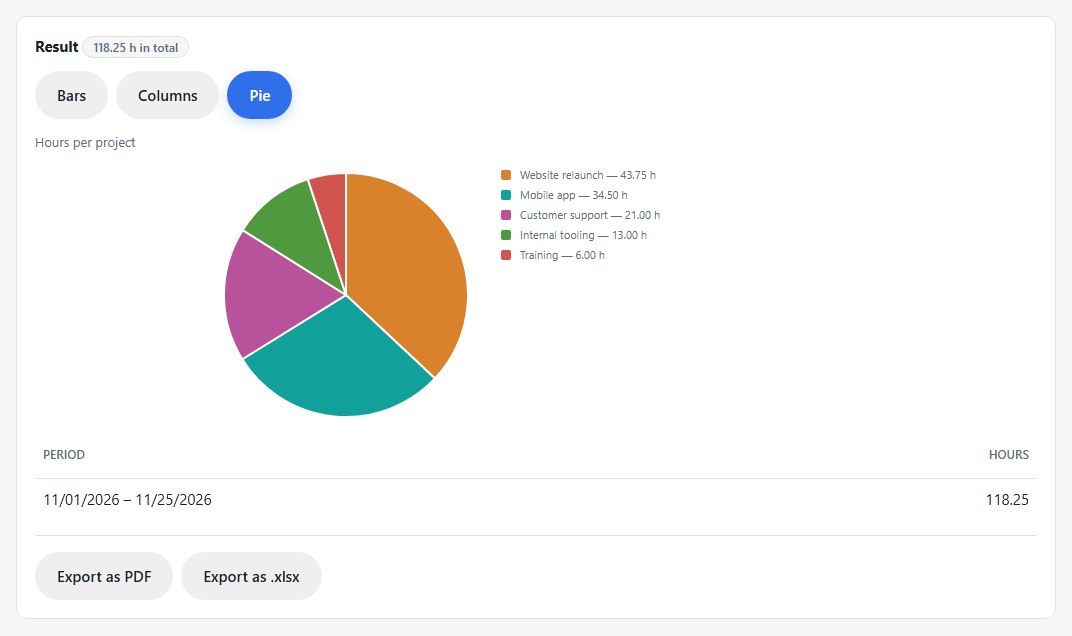 Result 118.25 h in total
Bars Columns Pie
Hours per project
Website relaunch — 43.75 h
Mobile app — 34.50 h
Customer support — 21.00 h
Internal tooling — 13.00 h
Training — 6.00 h
PERIOD HOURS
11/01/2026 – 11/25/2026 118.25
Export as PDF Export as .xlsx